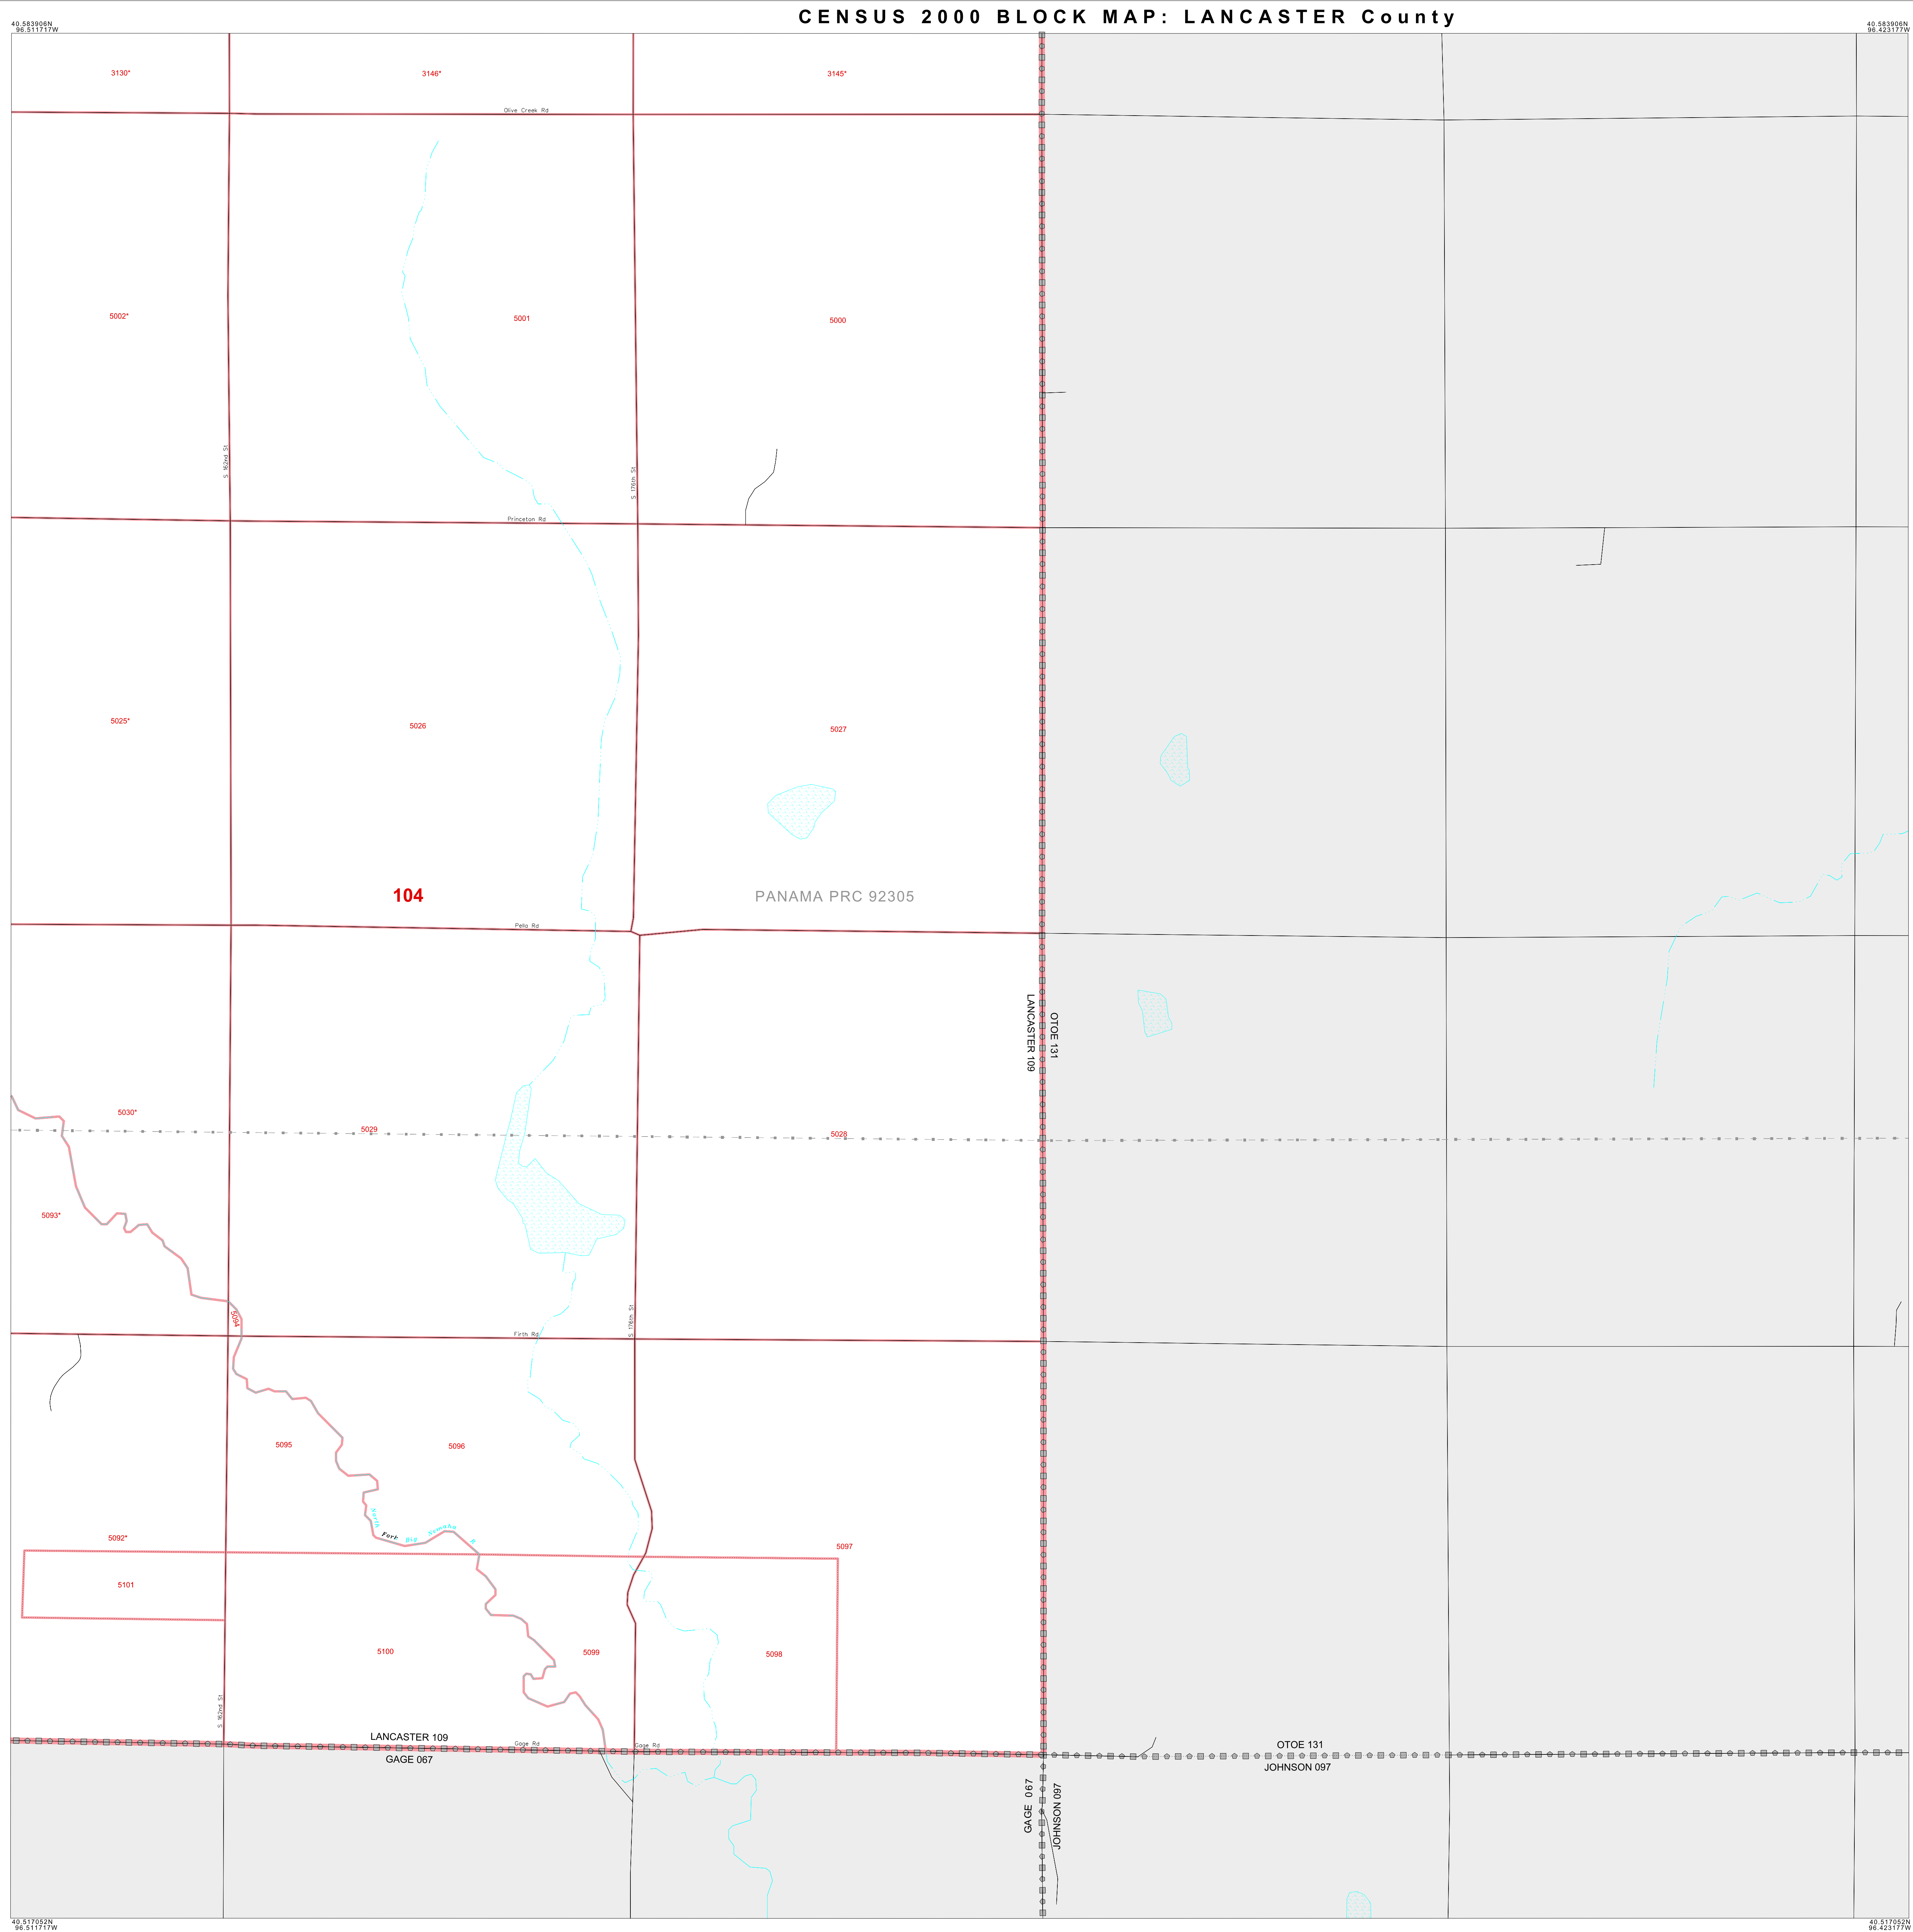 CENSUS 2000 BLOCK MAP: LANCASTER County
40.583906N
96.511717W
40.583906N
96.423177W
3130*
3146*
3145*
Olive Creek Rd
5002*
5001
5000
S 162nd St
S 176th St
Princeton Rd
5025*
5026
5027
104
PANAMA PRC 92305
Pella Rd
LANCASTER 109
OTOE 131
5030*
5029
5028
5093*
5094
S 176th St
Firth Rd
5095
5096
South Fork Big Nemaha R
5092*
5097
5101
5100
5099
5098
S 162nd St
LANCASTER 109
GAGE 067
Gage Rd
Gage Rd
OTOE 131
JOHNSON 097
GAGE 067
JOHNSON 097
40.517052N
96.511717W
40.517052N
96.423177W